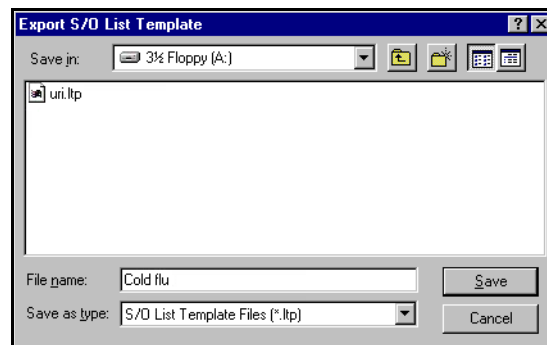 Export S/O List Template
Save in: 3½ Floppy (A:)
uri.ltp
File name: Cold flu Save
Save as type: S/O List Template Files (*.ltp) Cancel